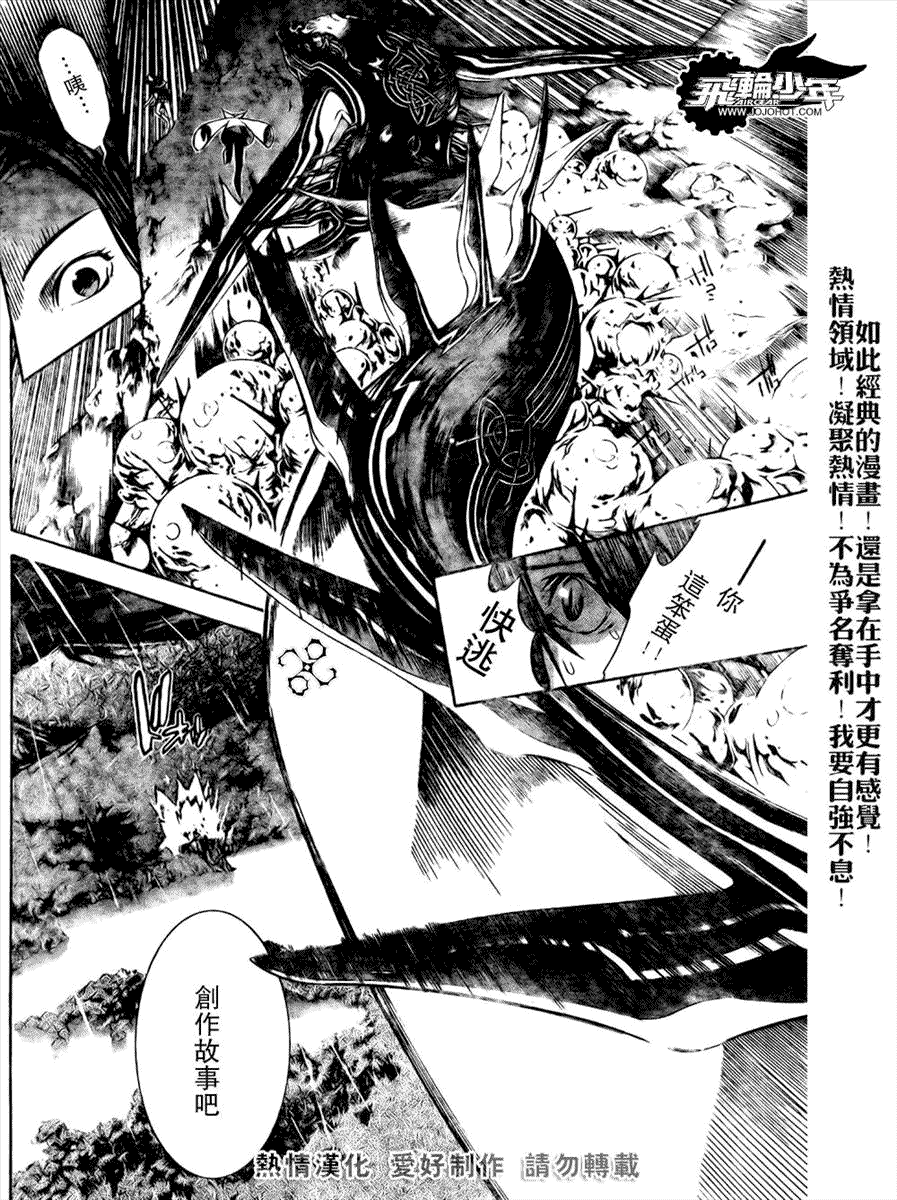 飛輪少年
AIRGEAR
WWW.JOJOHOT.COM
如此經典的漫畫！還是拿在手中才更有感覺！
熱情領域！凝聚熱情！不為爭名奪利！我要自強不息！
…咦…
—你
這笨蛋!!
快逃
創作故事吧
熱情漢化 愛好制作 請勿轉載